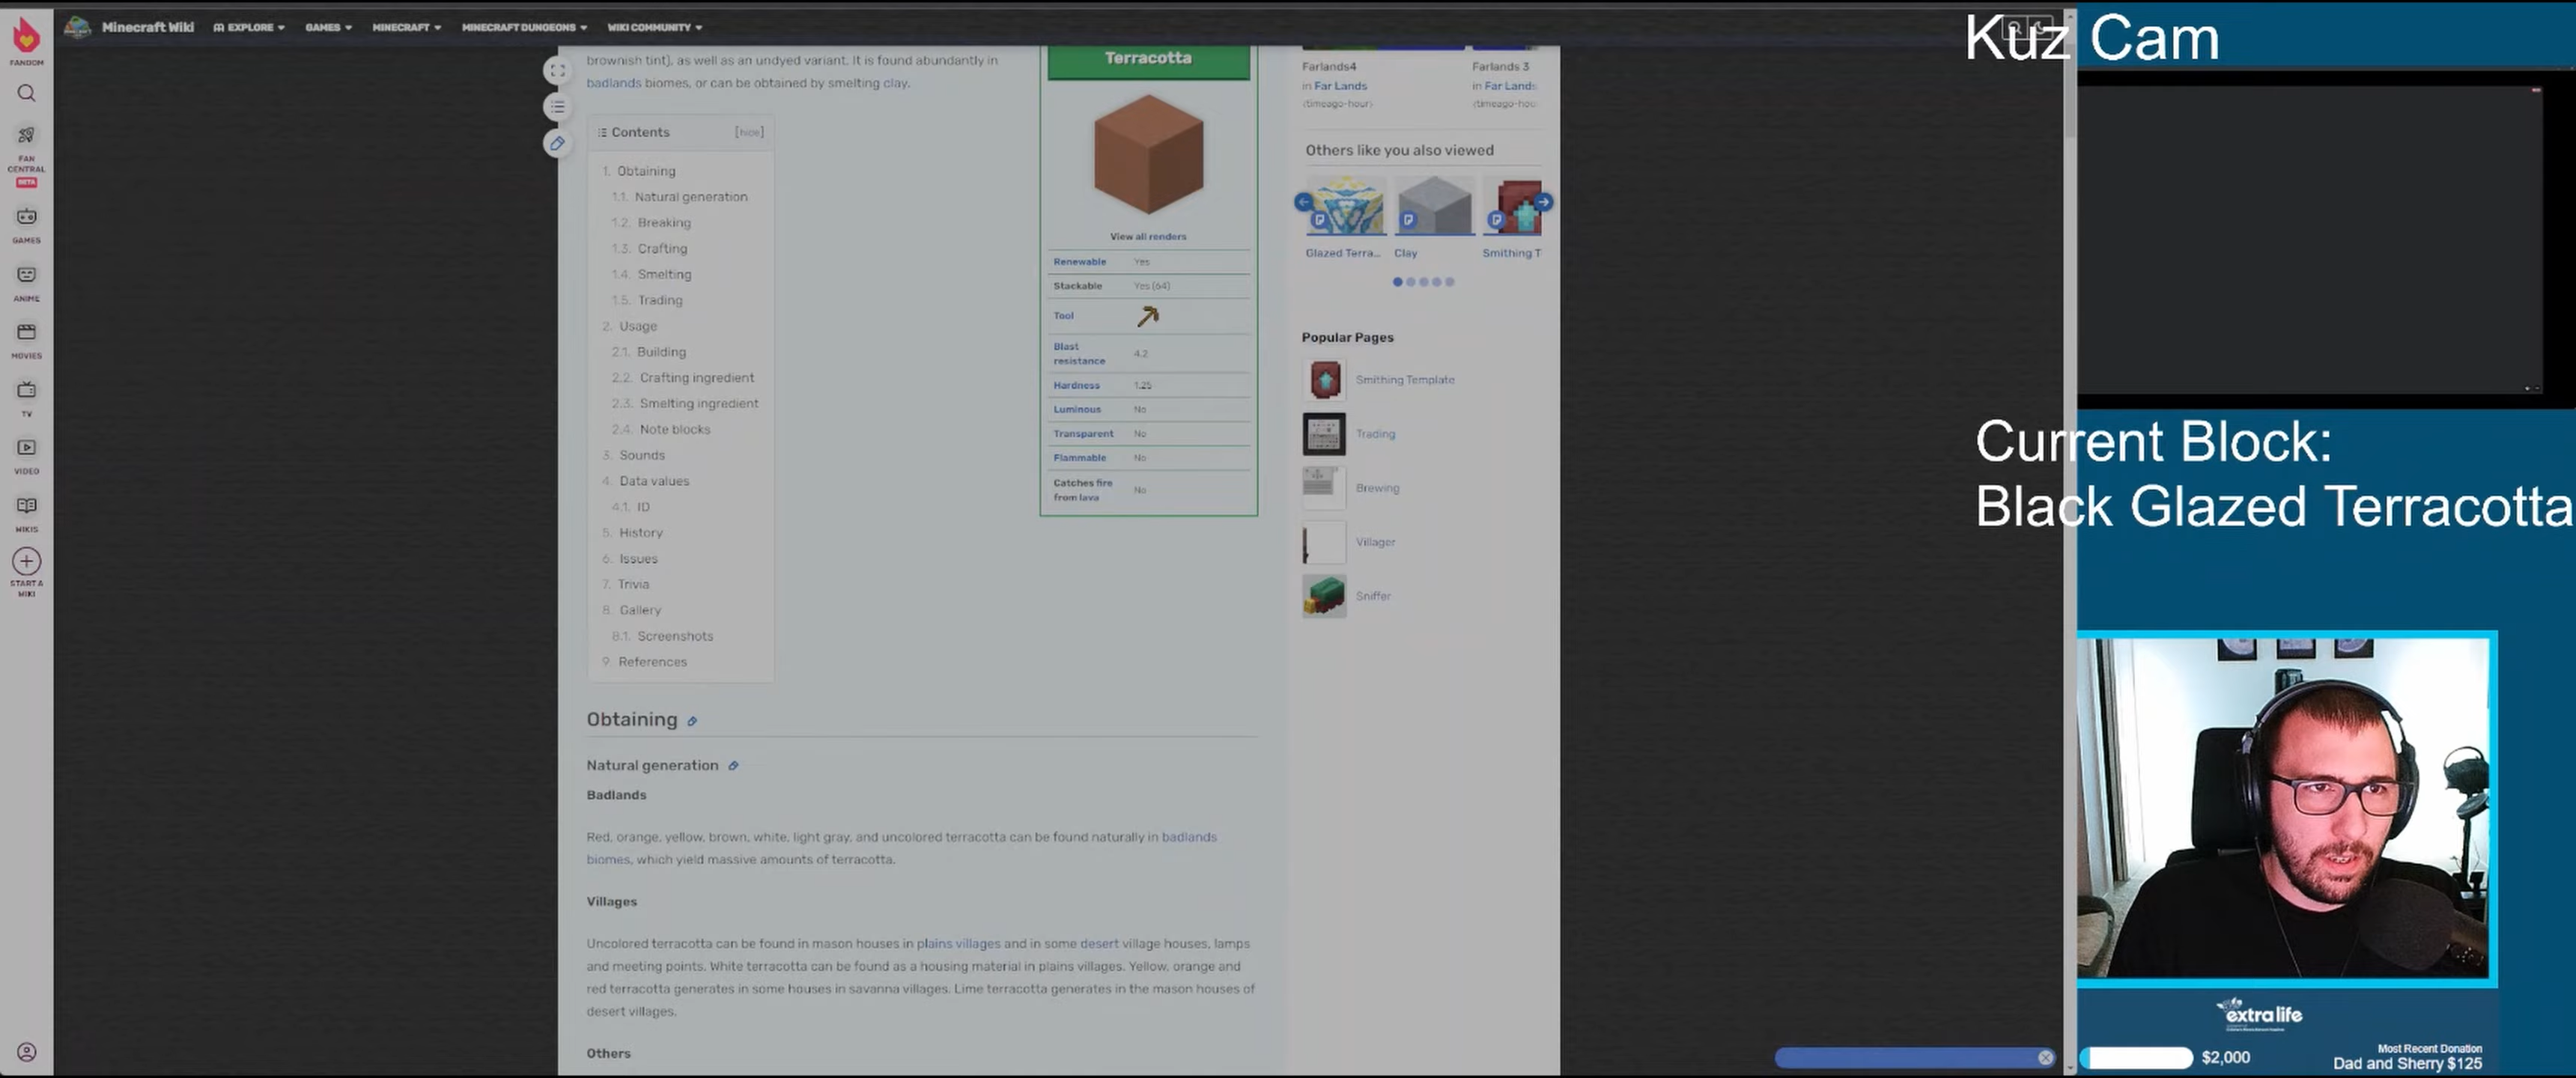 FANDOM
FAN
CENTRAL
BETA
GAMES
ANIME
MOVIES
TV
VIDEO
WIKIS
START A
WIKI
Minecraft Wiki
EXPLORE
GAMES
MINECRAFT
MINECRAFT DUNGEONS
WIKI COMMUNITY
brownish tint), as well as an undyed variant. It is found abundantly in
badlands biomes, or can be obtained by smelting clay.
Contents [hide]
1. Obtaining
1.1. Natural generation
1.2. Breaking
1.3. Crafting
1.4. Smelting
1.5. Trading
2. Usage
2.1. Building
2.2. Crafting ingredient
2.3. Smelting ingredient
2.4. Note blocks
3. Sounds
4. Data values
4.1. ID
5. History
6. Issues
7. Trivia
8. Gallery
8.1. Screenshots
9. References
Terracotta
View all renders
Renewable Yes
Stackable Yes (64)
Tool
Blast
resistance 4.2
Hardness 1.25
Luminous No
Transparent No
Flammable No
Catches fire
from lava No
Obtaining
Natural generation
Badlands
Red, orange, yellow, brown, white, light gray, and uncolored terracotta can be found naturally in badlands
biomes, which yield massive amounts of terracotta.
Villages
Uncolored terracotta can be found in mason houses in plains villages and in some desert village houses, lamps
and meeting points. White terracotta can be found as a housing material in plains villages. Yellow, orange and
red terracotta generates in some houses in savanna villages. Lime terracotta generates in the mason houses of
desert villages.
Others
Farlands4
in Far Lands
<timeago-hour>
Farlands 3
in Far Lands
<timeago-hou
Others like you also viewed
Glazed Terra...
Clay
Smithing T
Popular Pages
Smithing Template
Trading
Brewing
Villager
Sniffer
Kuz Cam
Current Block:
Black Glazed Terracotta
extralife
$2,000
Most Recent Donation
Dad and Sherry $125